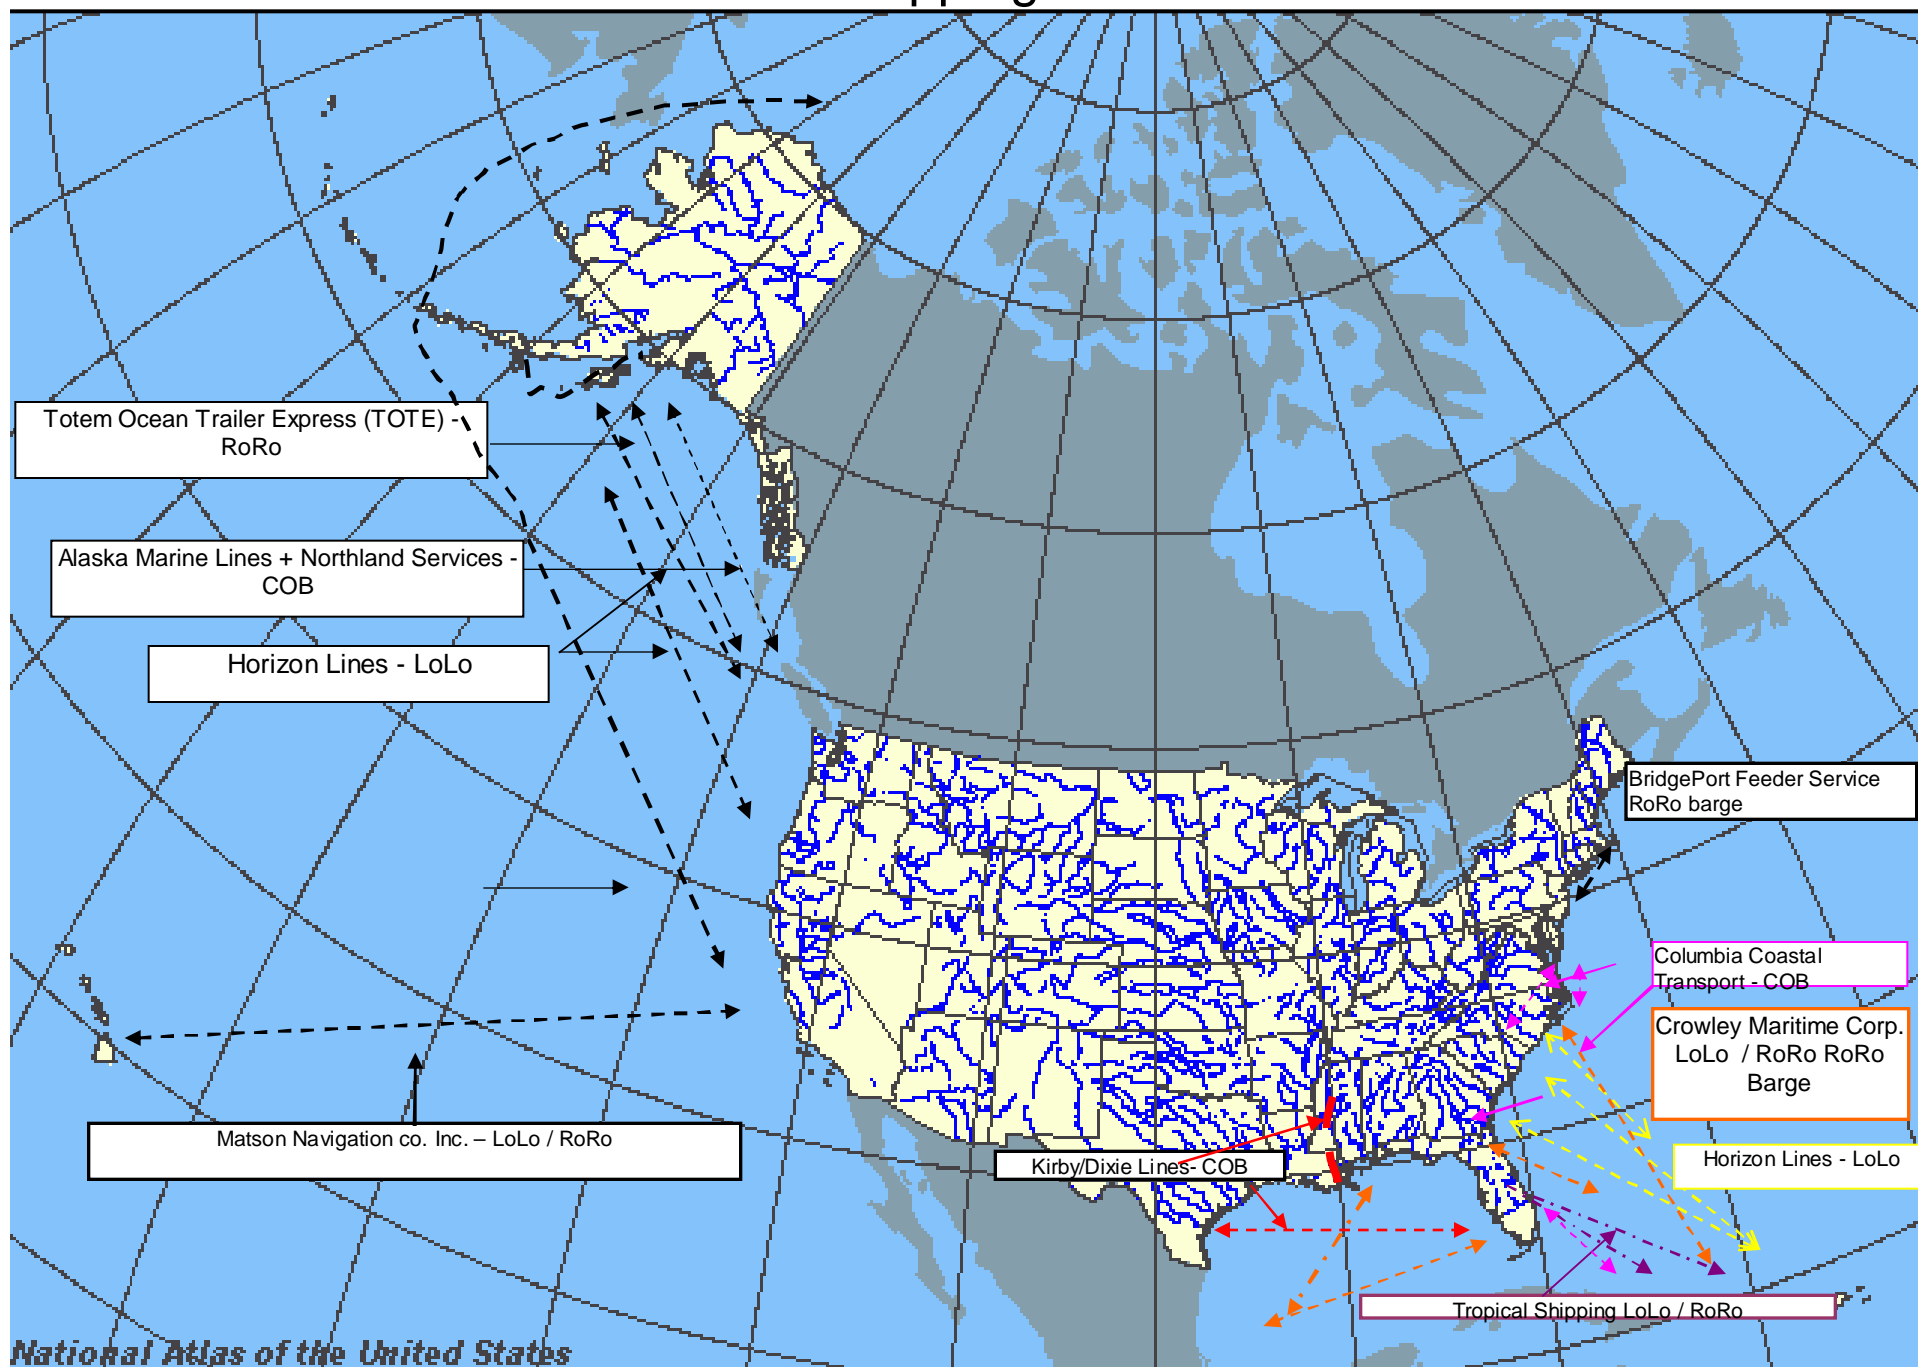 Totem Ocean Trailer Express (TOTE) -
RoRo
Alaska Marine Lines + Northland Services -
COB
Horizon Lines - LoLo
BridgePort Feeder Service
RoRo barge
Columbia Coastal
Transport - COB
Crowley Maritime Corp.
LoLo / RoRo RoRo
Barge
Matson Navigation co. Inc. – LoLo / RoRo
Kirby/Dixie Lines- COB
Horizon Lines - LoLo
Tropical Shipping LoLo / RoRo
National Atlas of the United States